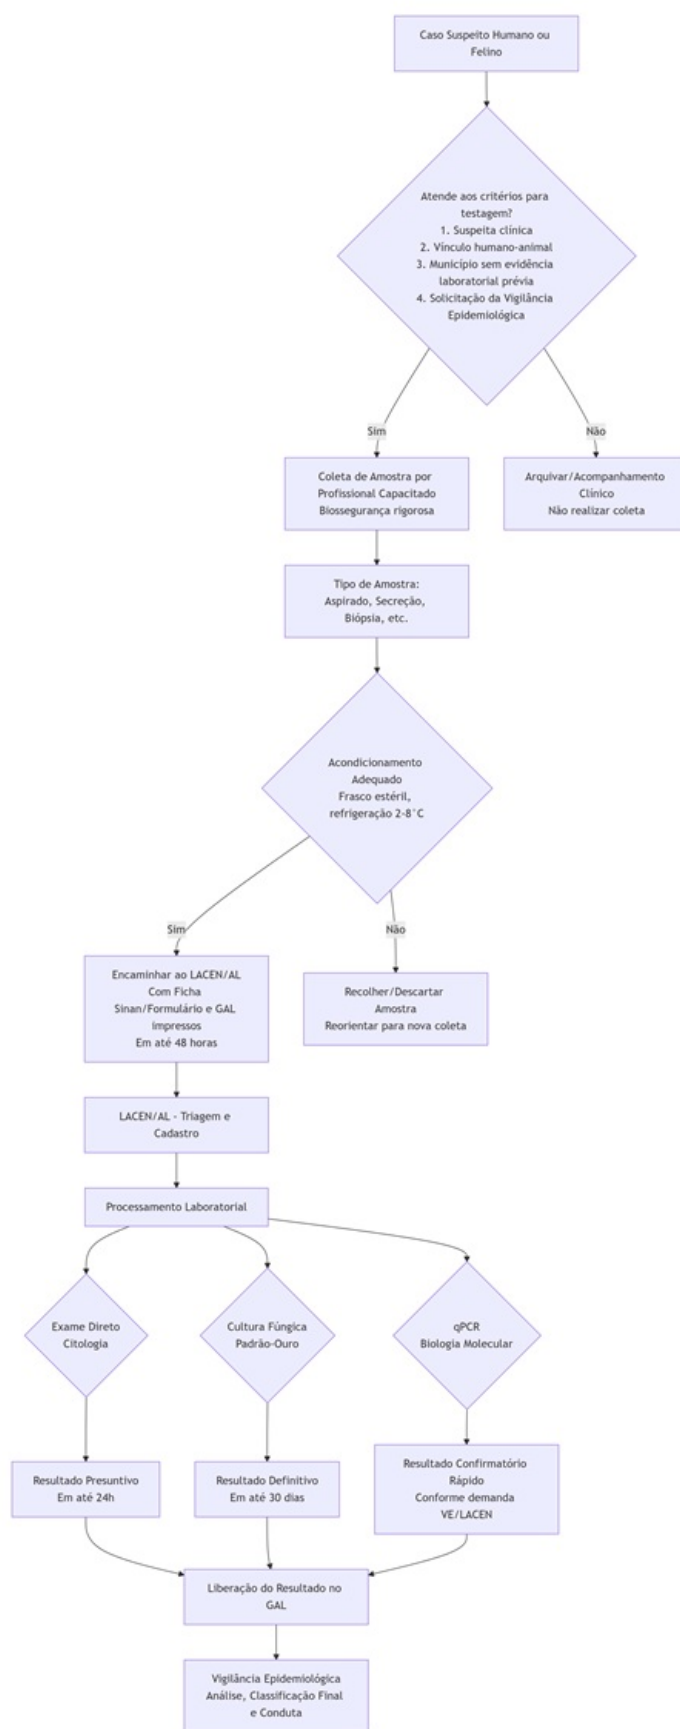 Caso Suspeito Humano ou
Felino
Atende aos critérios para
testagem?
1. Suspeita clínica
2. Vínculo humano-animal
3. Município sem evidência
laboratorial prévia
4. Solicitação da Vigilância
Epidemiológica
Sim
Não
Coleta de Amostra por
Profissional Capacitado
Biossegurança rigorosa
Arquivar/Acompanhamento
Clínico
Não realizar coleta
Tipo de Amostra:
Aspirado, Secreção,
Biópsia, etc.
Acondicionamento
Adequado
Frasco estéril,
refrigeração 2-8°C
Sim
Não
Encaminhar ao LACEN/AL
Com Ficha
Sinan/Formulário e GAL
impressos
Em até 48 horas
Recolher/Descartar
Amostra
Reorientar para nova coleta
LACEN/AL - Triagem e
Cadastro
Processamento Laboratorial
Exame Direto
Citologia
Cultura Fúngica
Padrão-Ouro
qPCR
Biologia Molecular
Resultado Presuntivo
Em até 24h
Resultado Definitivo
Em até 30 dias
Resultado Confirmatório
Rápido
Conforme demanda
VE/LACEN
Liberação do Resultado no
GAL
Vigilância Epidemiológica
Análise, Classificação Final
e Conduta